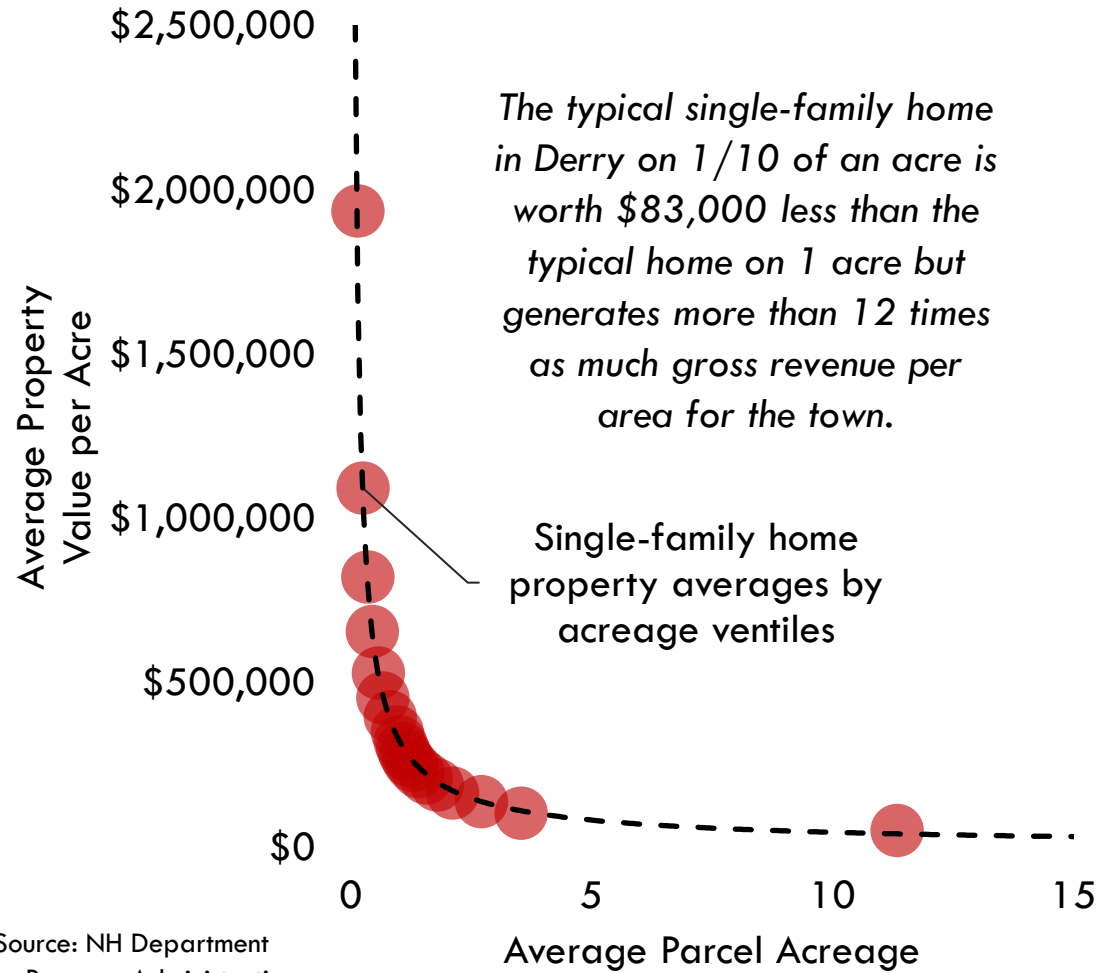 $2,500,000
$2,000,000
$1,500,000
$1,000,000
$500,000
$0
Average Property
Value per Acre
The typical single-family home
in Derry on 1/10 of an acre is
worth $83,000 less than the
typical home on 1 acre but
generates more than 12 times
as much gross revenue per
area for the town.
Single-family home
property averages by
acreage ventiles
0 5 10 15
Average Parcel Acreage
Source: NH Department